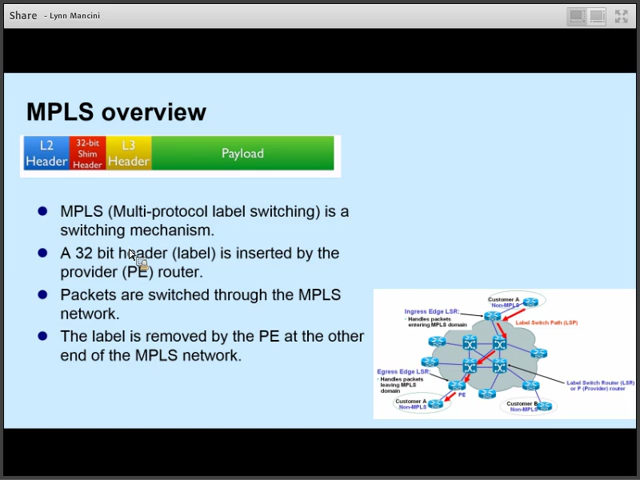 Share - Lynn Mancini
MPLS overview
L2
Header
32-bit
Shim
Header
L3
Header
Payload
MPLS (Multi-protocol label switching) is a
switching mechanism.
A 32 bit header (label) is inserted by the
provider (PE) router.
Packets are switched through the MPLS
network.
The label is removed by the PE at the other
end of the MPLS network.
Customer A
Non-MPLS
Ingress Edge LSR:
· Handles packets
entering MPLS domain
Label Switch Path (LSP)
Egress Edge LSR:
· Handles packets
leaving MPLS
domain
PE
Label Switch Router (LSR)
or P (Provider) router
Customer A
Non-MPLS
Customer B
Non-MPLS